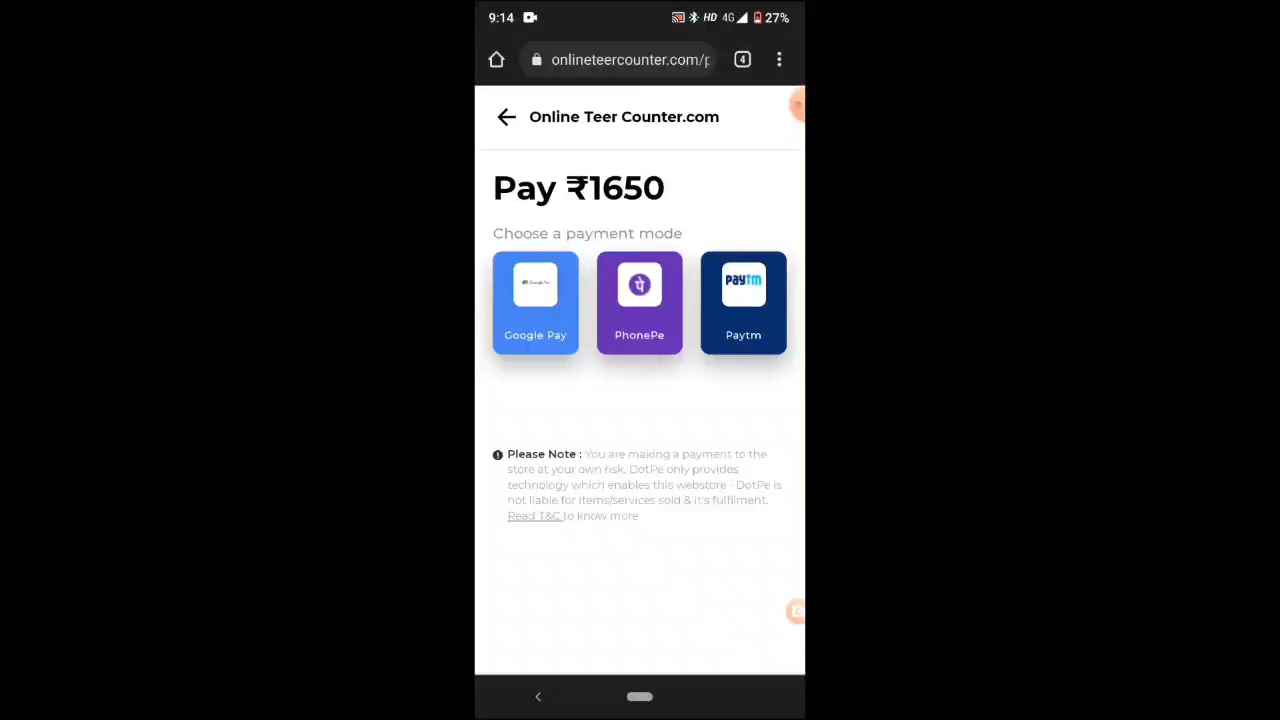 9:14 HD 4G 27%
onlineteercounter.com/p 4
Online Teer Counter.com
Pay ₹1650
Choose a payment mode
Google Pay पे paytm
Google Pay PhonePe Paytm
Please Note : You are making a payment to the
store at your own risk. DotPe only provides
technology which enables this webstore - DotPe
is not liable for items/services sold & it's fulfilment.
Read T&C to know more